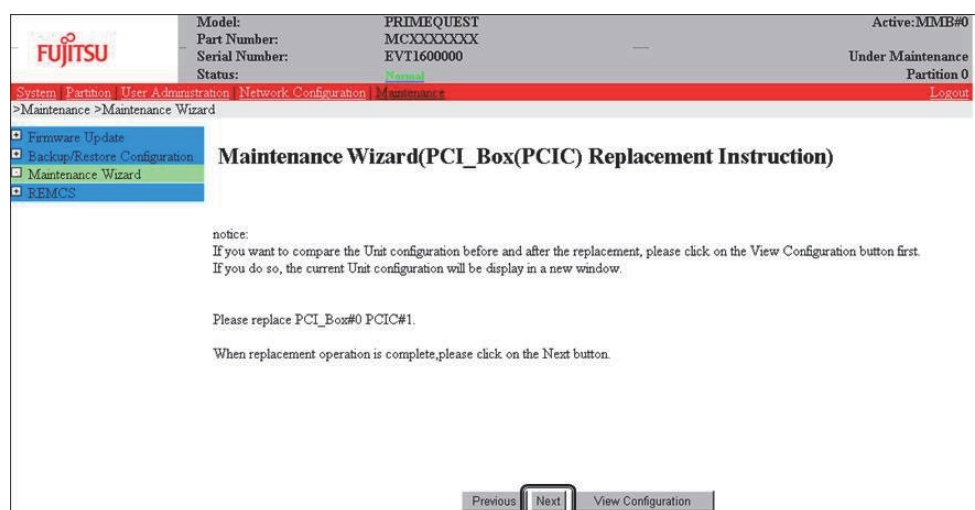 FUJITSU
Model: PRIMEQUEST Active:MMB#0
Part Number: MCXXXXXXX
Serial Number: EVT1600000 Under Maintenance
Status: Normal Partition 0
System | Partition | User Administration | Network Configuration | Maintenance Logout
>Maintenance >Maintenance Wizard
Firmware Update
Backup/Restore Configuration
Maintenance Wizard
REMCS
Maintenance Wizard(PCI_Box(PCIC) Replacement Instruction)
notice:
If you want to compare the Unit configuration before and after the replacement, please click on the View Configuration button first.
If you do so, the current Unit configuration will be display in a new window.
Please replace PCI_Box#0 PCIC#1.
When replacement operation is complete,please click on the Next button.
Previous Next View Configuration